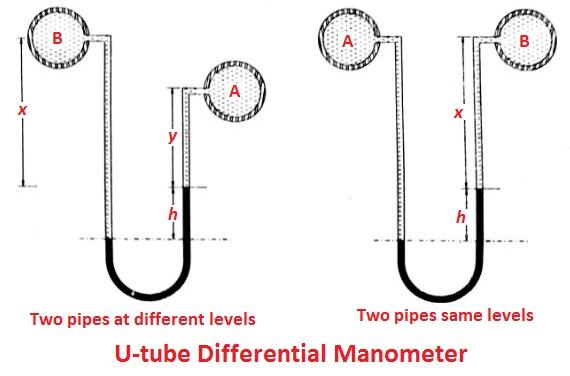 B
A
x
y
h
A
B
x
h
Two pipes at different levels
Two pipes same levels
U-tube Differential Manometer